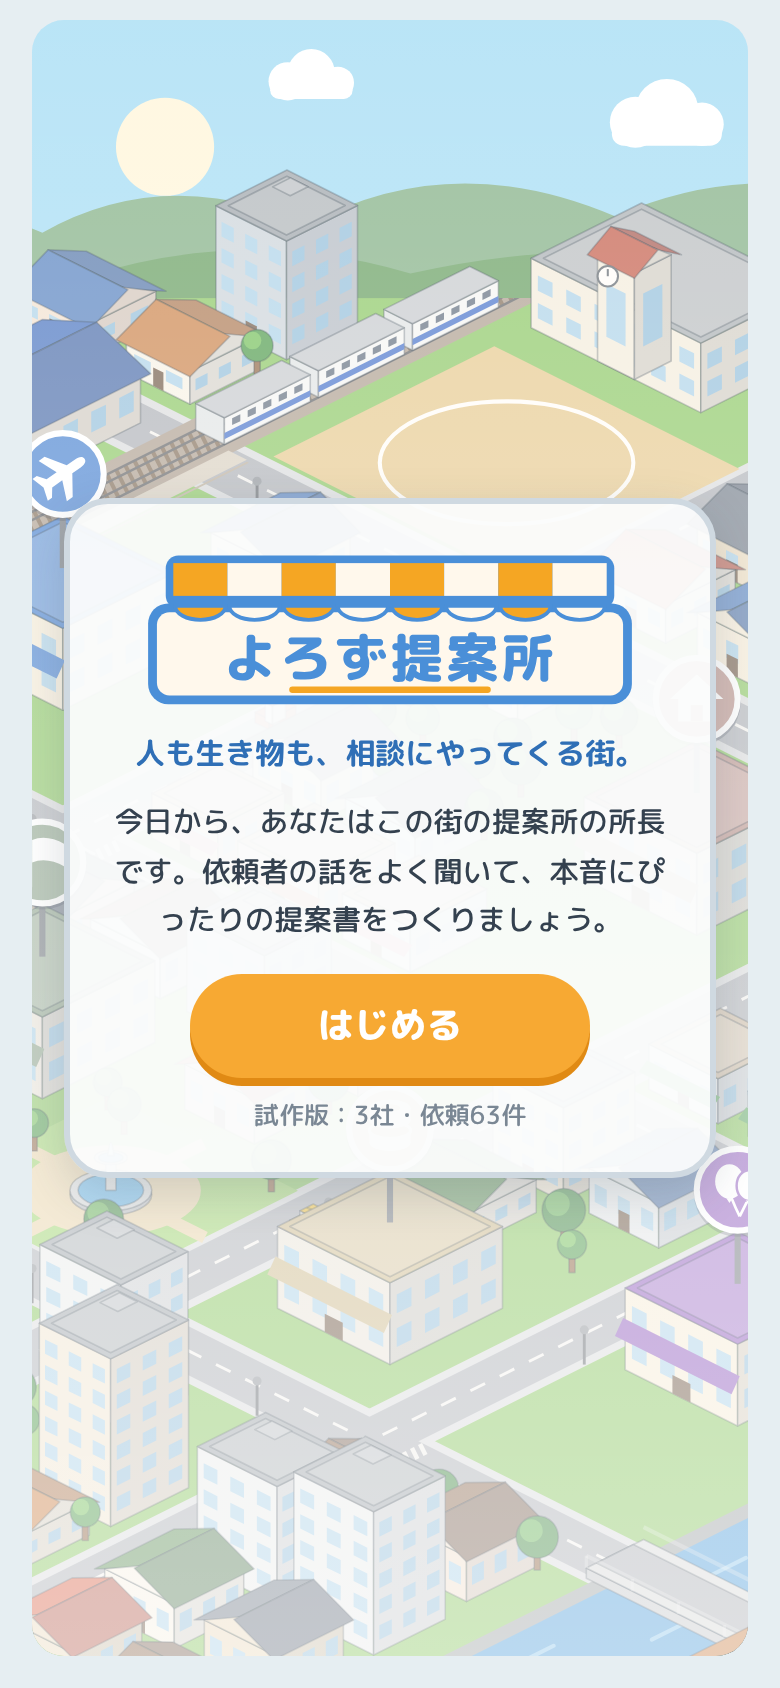 よろず提案所
人も生き物も、相談にやってくる街。
今日から、あなたはこの街の提案所の所長
です。依頼者の話をよく聞いて、本音にぴ
ったりの提案書をつくりましょう。
はじめる
試作版：3社・依頼63件